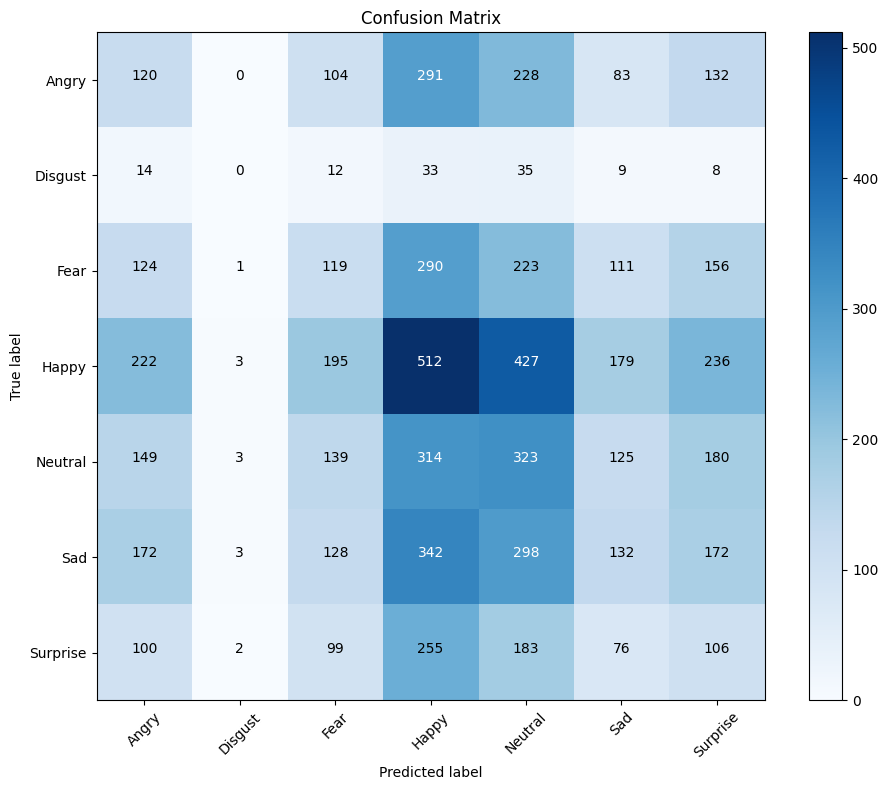 Confusion Matrix
Angry 120 0 104 291 228 83 132
Disgust 14 0 12 33 35 9 8
Fear 124 1 119 290 223 111 156
Happy 222 3 195 512 427 179 236
Neutral 149 3 139 314 323 125 180
Sad 172 3 128 342 298 132 172
Surprise 100 2 99 255 183 76 106
Angry Disgust Fear Happy Neutral Sad Surprise
Predicted label
True label
500
400
300
200
100
0